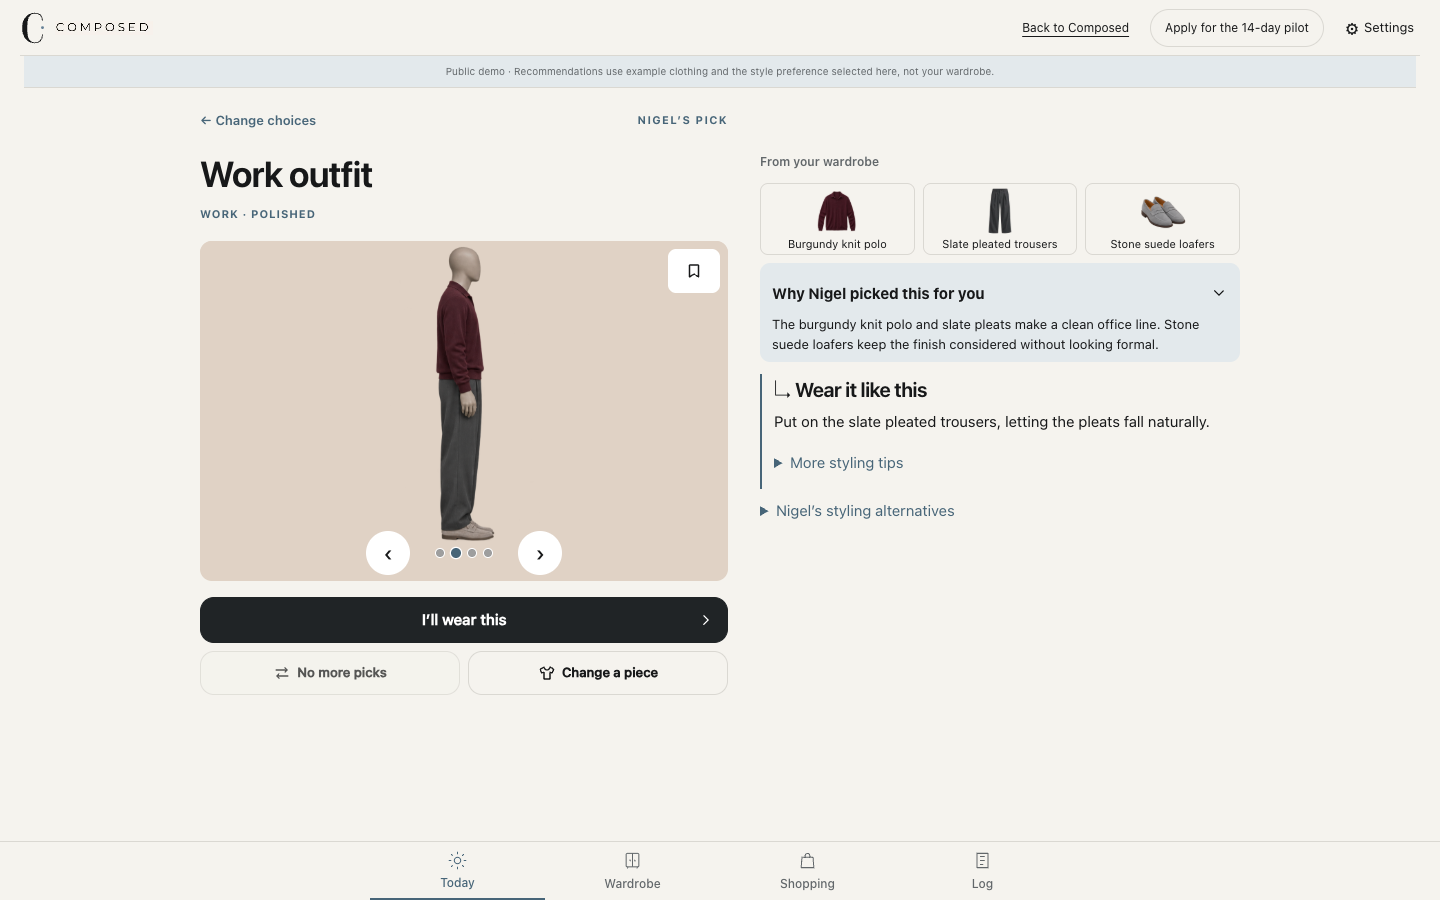 C COMPOSED
Back to Composed
Apply for the 14-day pilot
Settings
Public demo · Recommendations use example clothing and the style preference selected here, not your wardrobe.
← Change choices
NIGEL’S PICK
Work outfit
WORK · POLISHED
I’ll wear this
No more picks
Change a piece
From your wardrobe
Burgundy knit polo
Slate pleated trousers
Stone suede loafers
Why Nigel picked this for you
The burgundy knit polo and slate pleats make a clean office line. Stone
suede loafers keep the finish considered without looking formal.
Wear it like this
Put on the slate pleated trousers, letting the pleats fall naturally.
More styling tips
Nigel’s styling alternatives
Today
Wardrobe
Shopping
Log